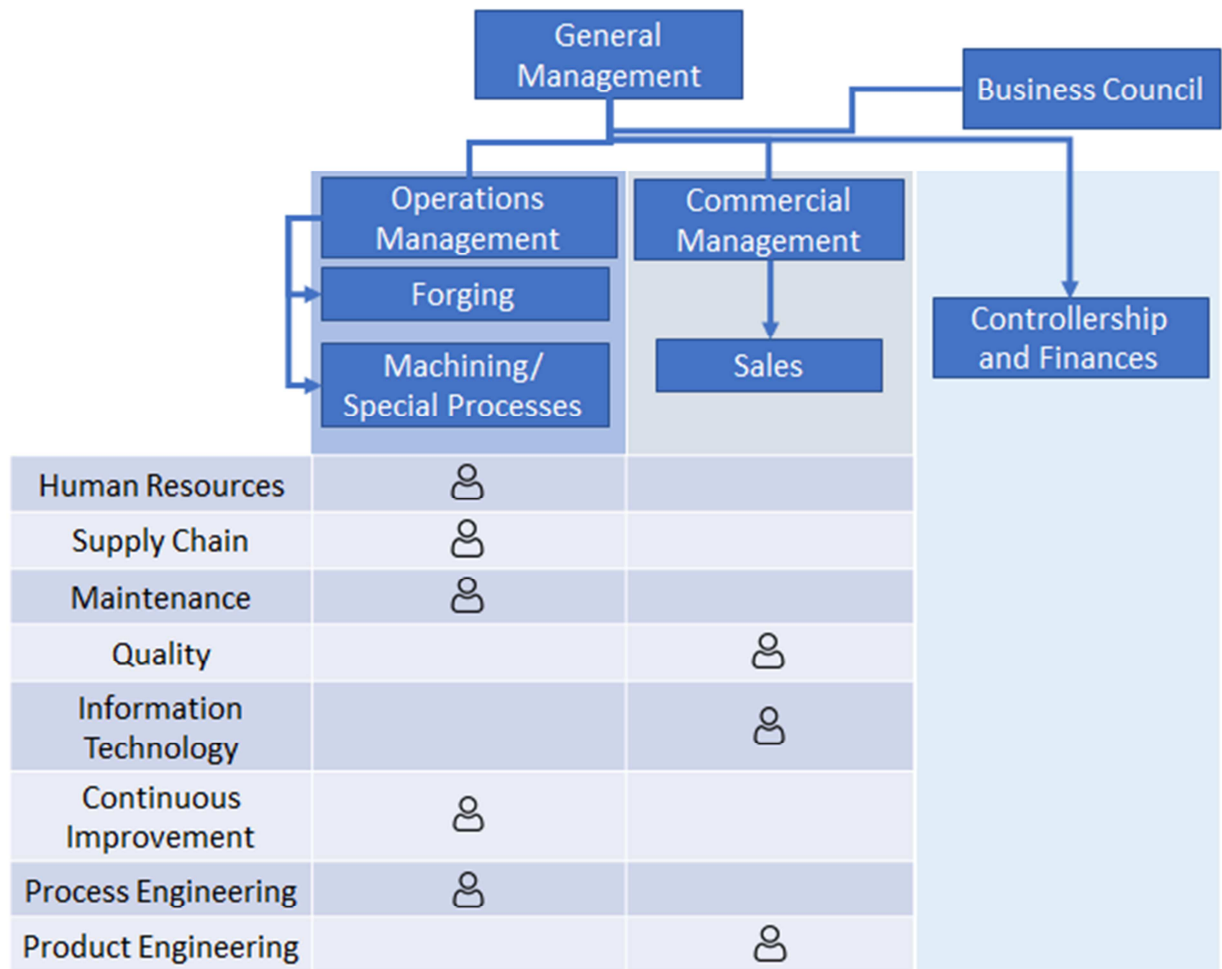 General
Management
Business Council
Operations
Management
Commercial
Management
Forging
Controllership
and Finances
Machining/
Special Processes
Sales
Human Resources
Supply Chain
Maintenance
Quality
Information
Technology
Continuous
Improvement
Process Engineering
Product Engineering